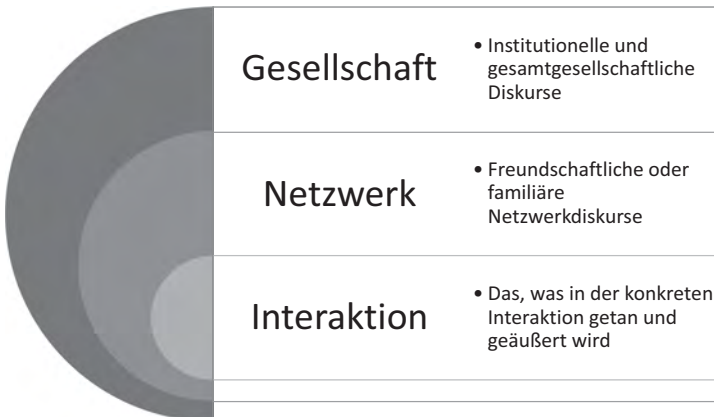 Gesellschaft
• Institutionelle und
gesamtgesellschaftliche
Diskurse
Netzwerk
• Freundschaftliche oder
familiäre
Netzwerkdiskurse
Interaktion
• Das, was in der konkreten
Interaktion getan und
geäußert wird